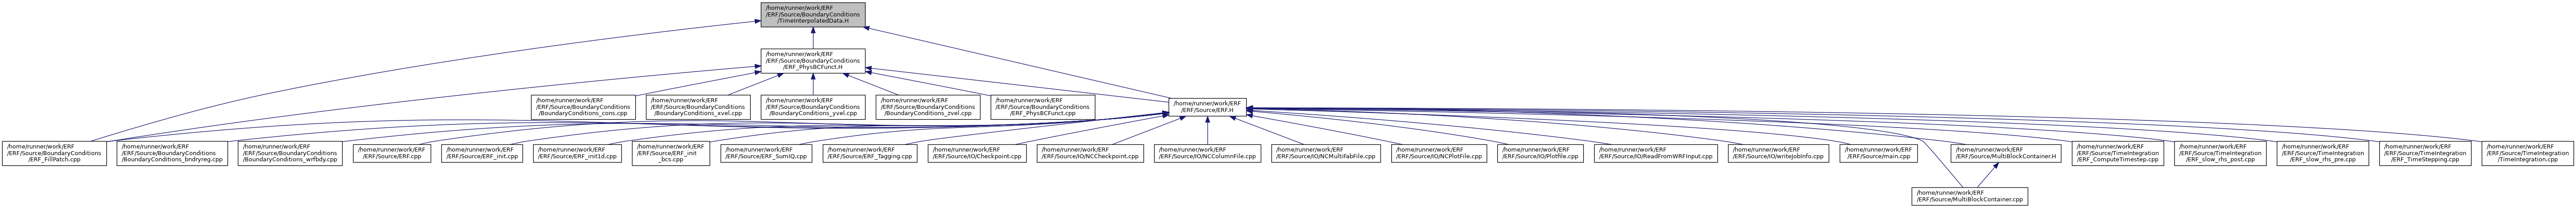 /home/runner/work/ERF
/ERF/Source/BoundaryConditions
/TimeInterpolatedData.H
/home/runner/work/ERF
/ERF/Source/BoundaryConditions
/ERF_PhysBCFunct.H
/home/runner/work/ERF
/ERF/Source/BoundaryConditions
/BoundaryConditions_cons.cpp
/home/runner/work/ERF
/ERF/Source/BoundaryConditions
/BoundaryConditions_xvel.cpp
/home/runner/work/ERF
/ERF/Source/BoundaryConditions
/BoundaryConditions_yvel.cpp
/home/runner/work/ERF
/ERF/Source/BoundaryConditions
/BoundaryConditions_zvel.cpp
/home/runner/work/ERF
/ERF/Source/BoundaryConditions
/ERF_PhysBCFunct.cpp
/home/runner/work/ERF
/ERF/Source/ERF.H
/home/runner/work/ERF
/ERF/Source/BoundaryConditions
/ERF_FillPatch.cpp
/home/runner/work/ERF
/ERF/Source/BoundaryConditions
/BoundaryConditions_bndryreg.cpp
/home/runner/work/ERF
/ERF/Source/BoundaryConditions
/BoundaryConditions_wrfbdy.cpp
/home/runner/work/ERF
/ERF/Source/ERF.cpp
/home/runner/work/ERF
/ERF/Source/ERF_init.cpp
/home/runner/work/ERF
/ERF/Source/ERF_init1d.cpp
/home/runner/work/ERF
/ERF/Source/ERF_init
_bcs.cpp
/home/runner/work/ERF
/ERF/Source/ERF_SumIQ.cpp
/home/runner/work/ERF
/ERF/Source/ERF_Tagging.cpp
/home/runner/work/ERF
/ERF/Source/IO/Checkpoint.cpp
/home/runner/work/ERF
/ERF/Source/IO/NCCheckpoint.cpp
/home/runner/work/ERF
/ERF/Source/IO/NCColumnFile.cpp
/home/runner/work/ERF
/ERF/Source/IO/NCMultiFabFile.cpp
/home/runner/work/ERF
/ERF/Source/IO/NCPlotFile.cpp
/home/runner/work/ERF
/ERF/Source/IO/Plotfile.cpp
/home/runner/work/ERF
/ERF/Source/IO/ReadFromWRFInput.cpp
/home/runner/work/ERF
/ERF/Source/IO/writeJobInfo.cpp
/home/runner/work/ERF
/ERF/Source/main.cpp
/home/runner/work/ERF
/ERF/Source/MultiBlockContainer.H
/home/runner/work/ERF
/ERF/Source/TimeIntegration
/ERF_ComputeTimestep.cpp
/home/runner/work/ERF
/ERF/Source/TimeIntegration
/ERF_slow_rhs_post.cpp
/home/runner/work/ERF
/ERF/Source/TimeIntegration
/ERF_slow_rhs_pre.cpp
/home/runner/work/ERF
/ERF/Source/TimeIntegration
/ERF_TimeStepping.cpp
/home/runner/work/ERF
/ERF/Source/TimeIntegration
/TimeIntegration.cpp
/home/runner/work/ERF
/ERF/Source/MultiBlockContainer.cpp